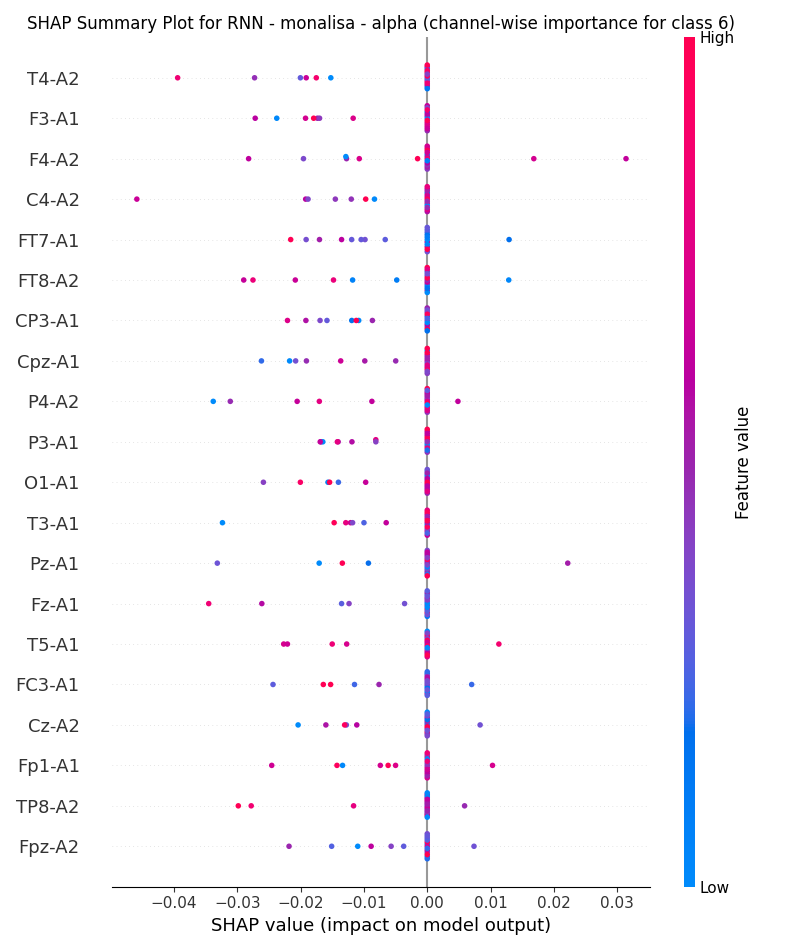 SHAP Summary Plot for RNN - monalisa - alpha (channel-wise importance for class 6)
High
T4-A2
F3-A1
F4-A2
C4-A2
FT7-A1
FT8-A2
CP3-A1
Cpz-A1
P4-A2
P3-A1
O1-A1
T3-A1
Pz-A1
Fz-A1
T5-A1
FC3-A1
Cz-A2
Fp1-A1
TP8-A2
Fpz-A2
Feature value
Low
−0.04 −0.03 −0.02 −0.01 0.00 0.01 0.02 0.03
SHAP value (impact on model output)